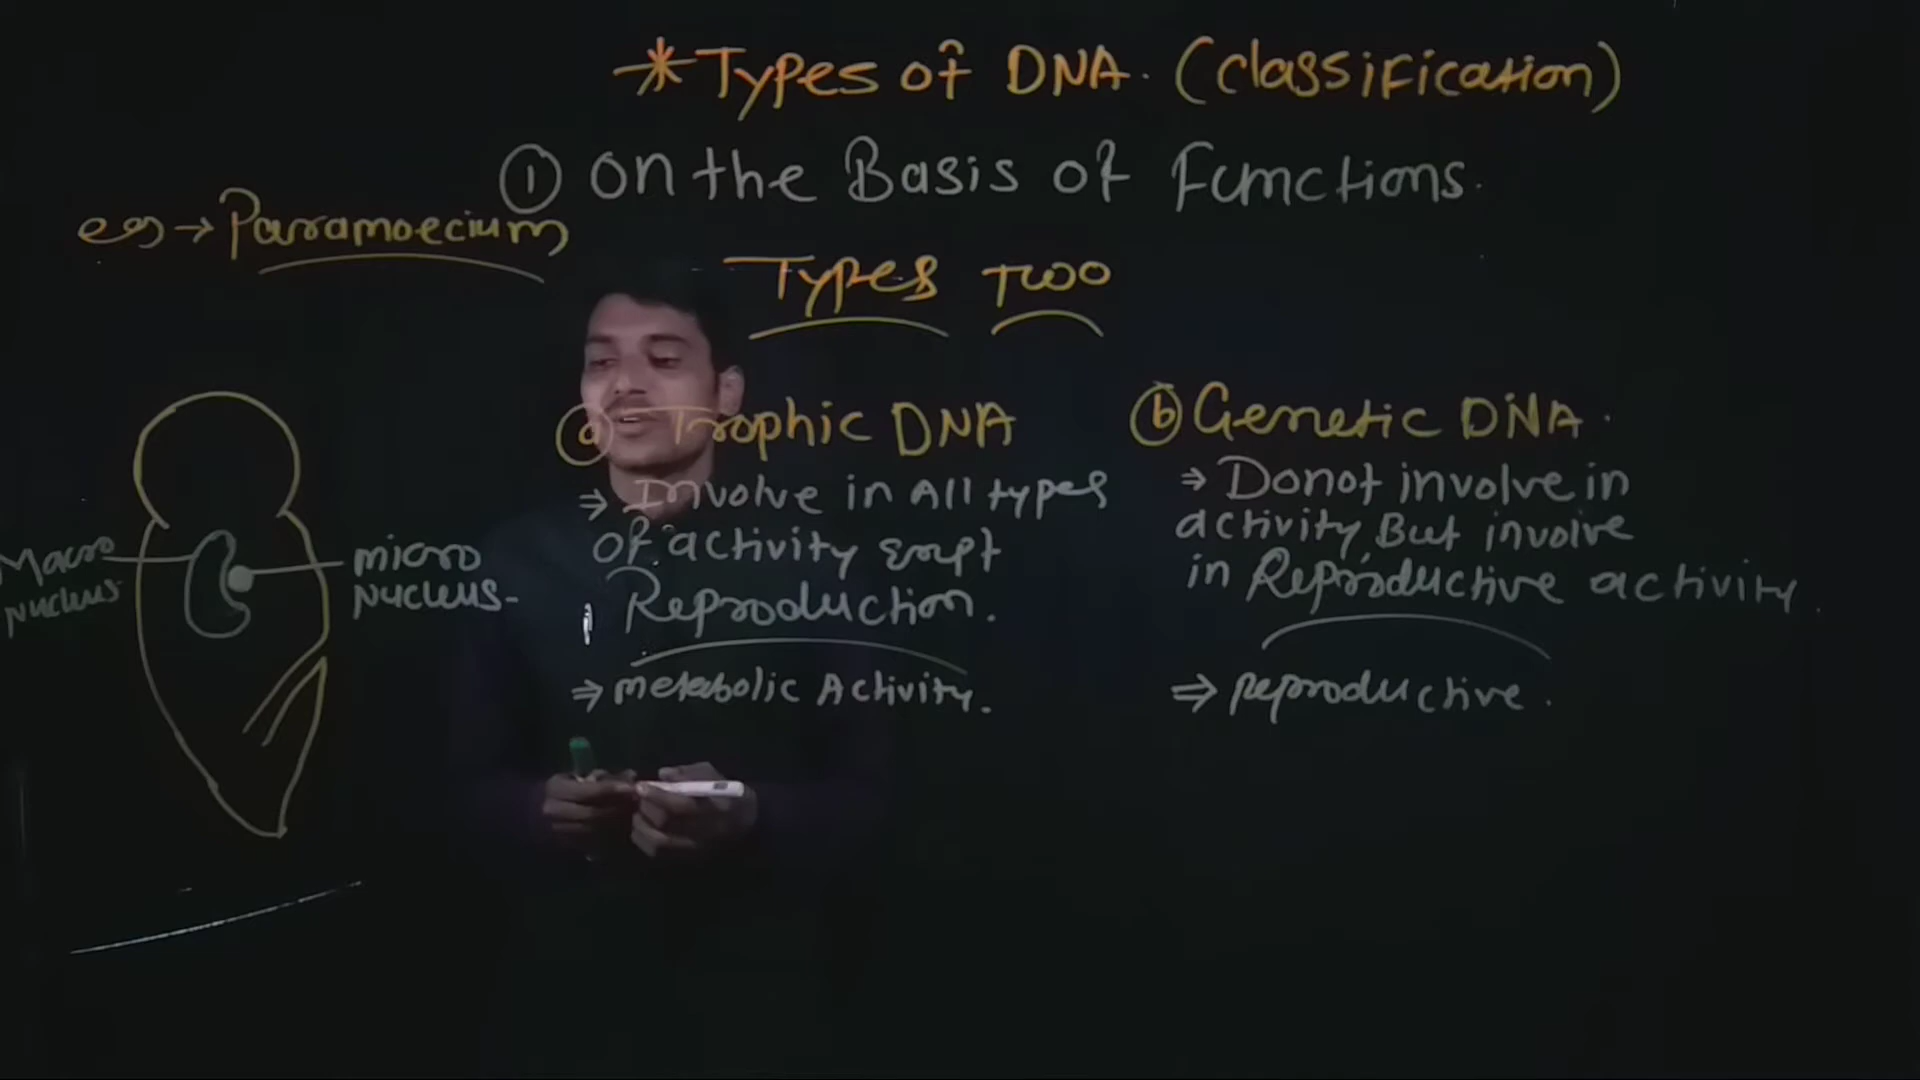 *Types of DNA. (classification)
① on the Basis of Functions.
eg → Parramoecium
Types Two
ⓐ Trophic DNA
⇒ Involve in All types
of activity
Reproduction.
⇒ metabolic Activity.
ⓑ Genetic DNA.
⇒ Donot involve in
activity, But involve
in Reproductive activity.
⇒ reproductive.
Macro
nucleus
micro
Nucleus-